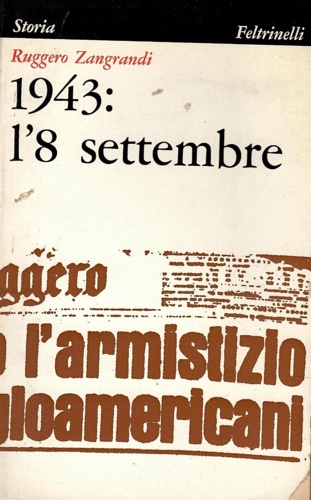 Storia
Feltrinelli
Ruggero Zangrandi
1943:
l'8 settembre
ggero
l'armistizio
gloamericani